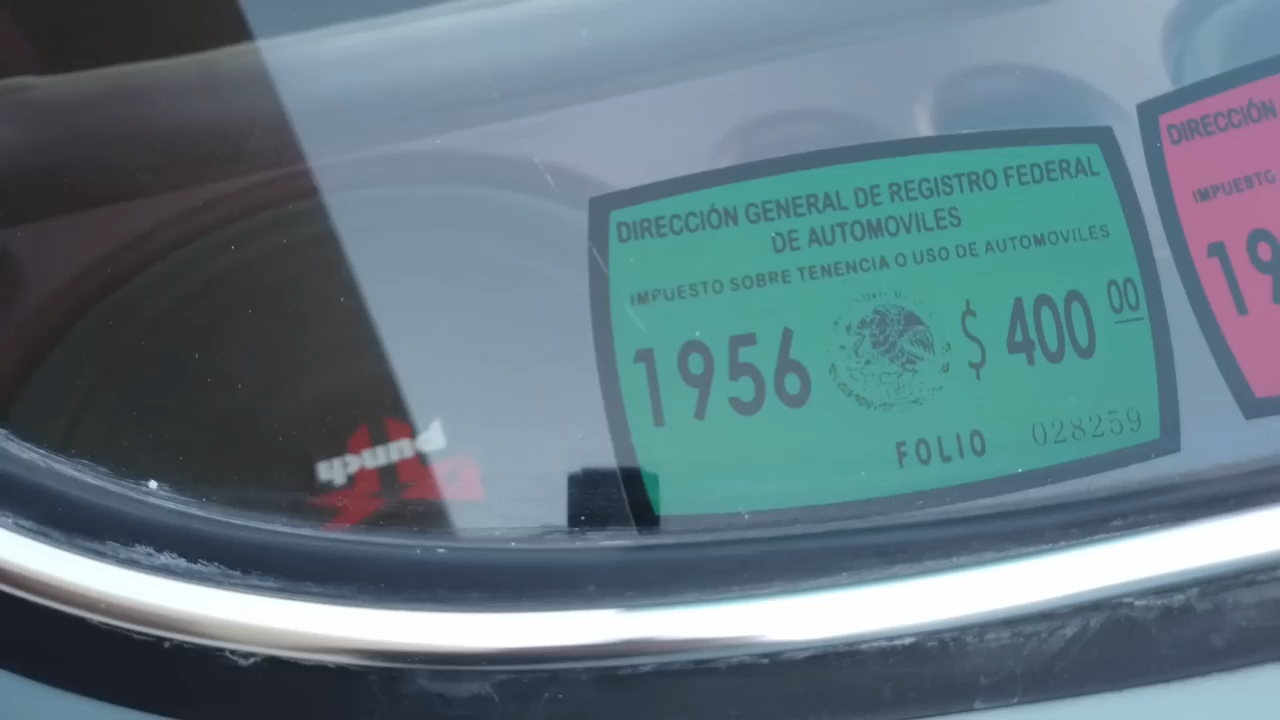 DIRECCIÓN GENERAL DE REGISTRO FEDERAL
DE AUTOMOVILES
IMPUESTO SOBRE TENENCIA O USO DE AUTOMOVILES
1956 $ 400 00
FOLIO 028259
DIRECCIÓN
IMPUESTO
19
punch